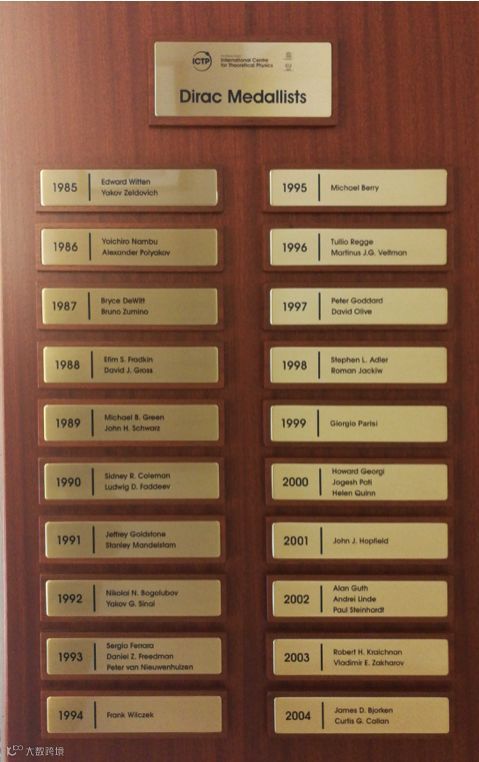 ICTP
International Centre
for Theoretical Physics
Dirac Medallists
1985
Edward Witten
Yakov Zeldovich
1986
Yoichiro Nambu
Alexander Polyakov
1987
Bryce DeWitt
Bruno Zumino
1988
Efim S. Fradkin
David J. Gross
1989
Michael B. Green
John H. Schwarz
1990
Sidney R. Coleman
Ludwig D. Faddeev
1991
Jeffrey Goldstone
Stanley Mandelstam
1992
Nikolai N. Bogolubov
Yakov G. Sinai
1993
Sergio Ferrara
Daniel Z. Freedman
Peter van Nieuwenhuizen
1994
Frank Wilczek
1995
Michael Berry
1996
Tullio Regge
Martinus J.G. Veltman
1997
Peter Goddard
David Olive
1998
Stephen L. Adler
Roman Jackiw
1999
Giorgio Parisi
2000
Howard Georgi
Jogesh Pati
Helen Quinn
2001
John J. Hopfield
2002
Alan Guth
Andrei Linde
Paul Steinhardt
2003
Robert H. Kraichnan
Vladimir E. Zakharov
2004
James D. Bjorken
Curtis G. Callan
大数跨境